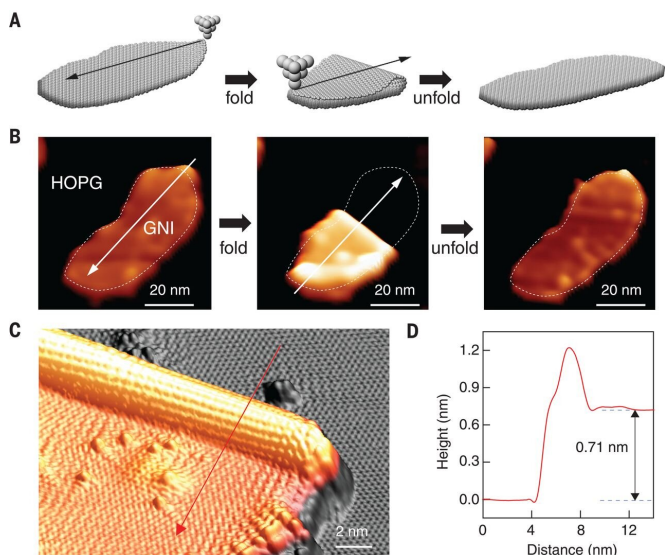 A
fold
unfold
B
HOPG
GNI
20 nm
fold
20 nm
unfold
20 nm
C
2 nm
D
Height (nm)
1.2
0.9
0.6
0.3
0.0
0.71 nm
0
4
8
12
Distance (nm)